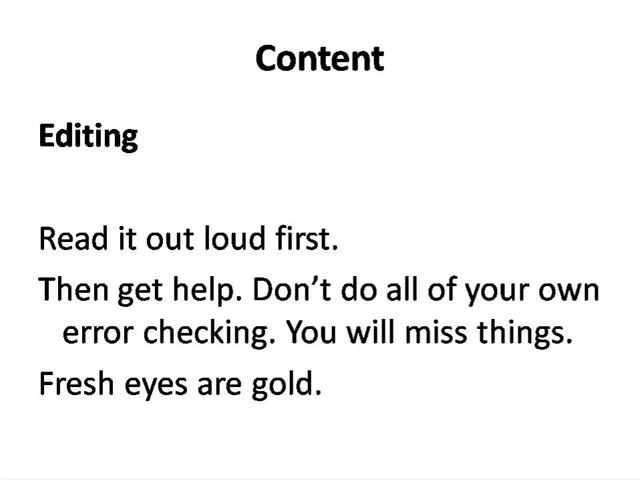 Content
Editing
Read it out loud first.
Then get help. Don’t do all of your own
error checking. You will miss things.
Fresh eyes are gold.